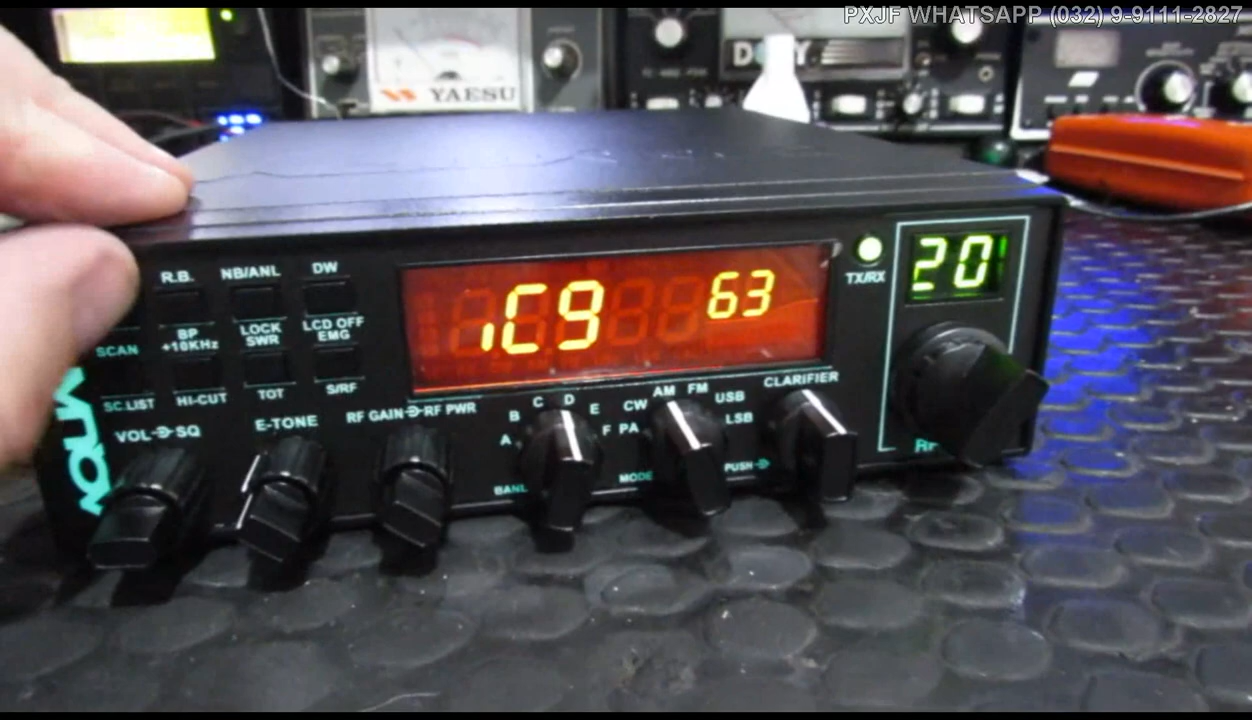 PXJF WHATSAPP (032) 9-9111-2827
YAESU
R.B.
NB/ANL
DW
SCAN
BP
+10KHz
LOCK
SWR
LCD OFF
EMG
SC.LIST
HI-CUT
TOT
S/RF
iC9
63
TX/RX
20
VOL SQ
E-TONE
RF GAIN RF PWR
A B C D E F
PA CW AM FM USB LSB
CLARIFIER
MODE
PUSH